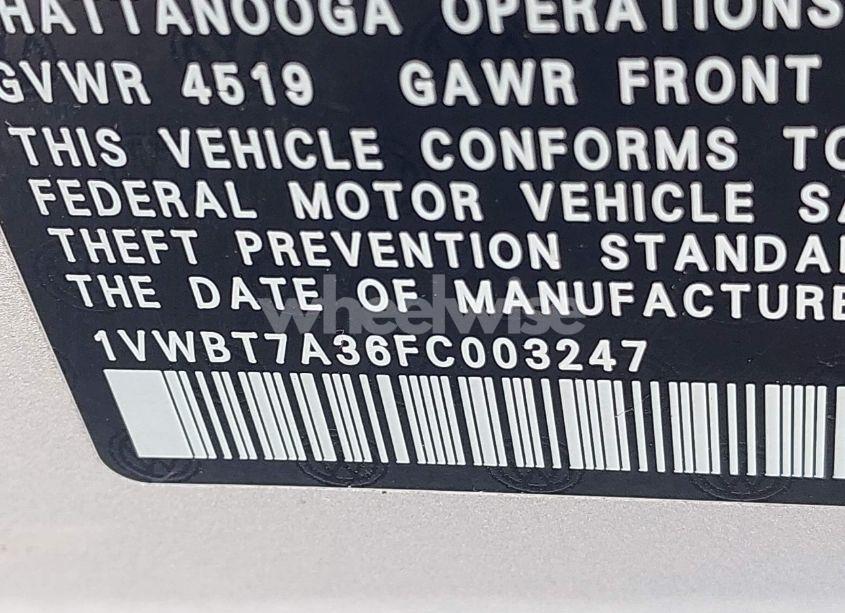 HATTANOOGA OPERATIONS
GVWR 4519 GAWR FRONT
THIS VEHICLE CONFORMS TO
FEDERAL MOTOR VEHICLE SA
THEFT PREVENTION STANDA
THE DATE OF MANUFACTURE
wheelwise
1VWBT7A36FC003247